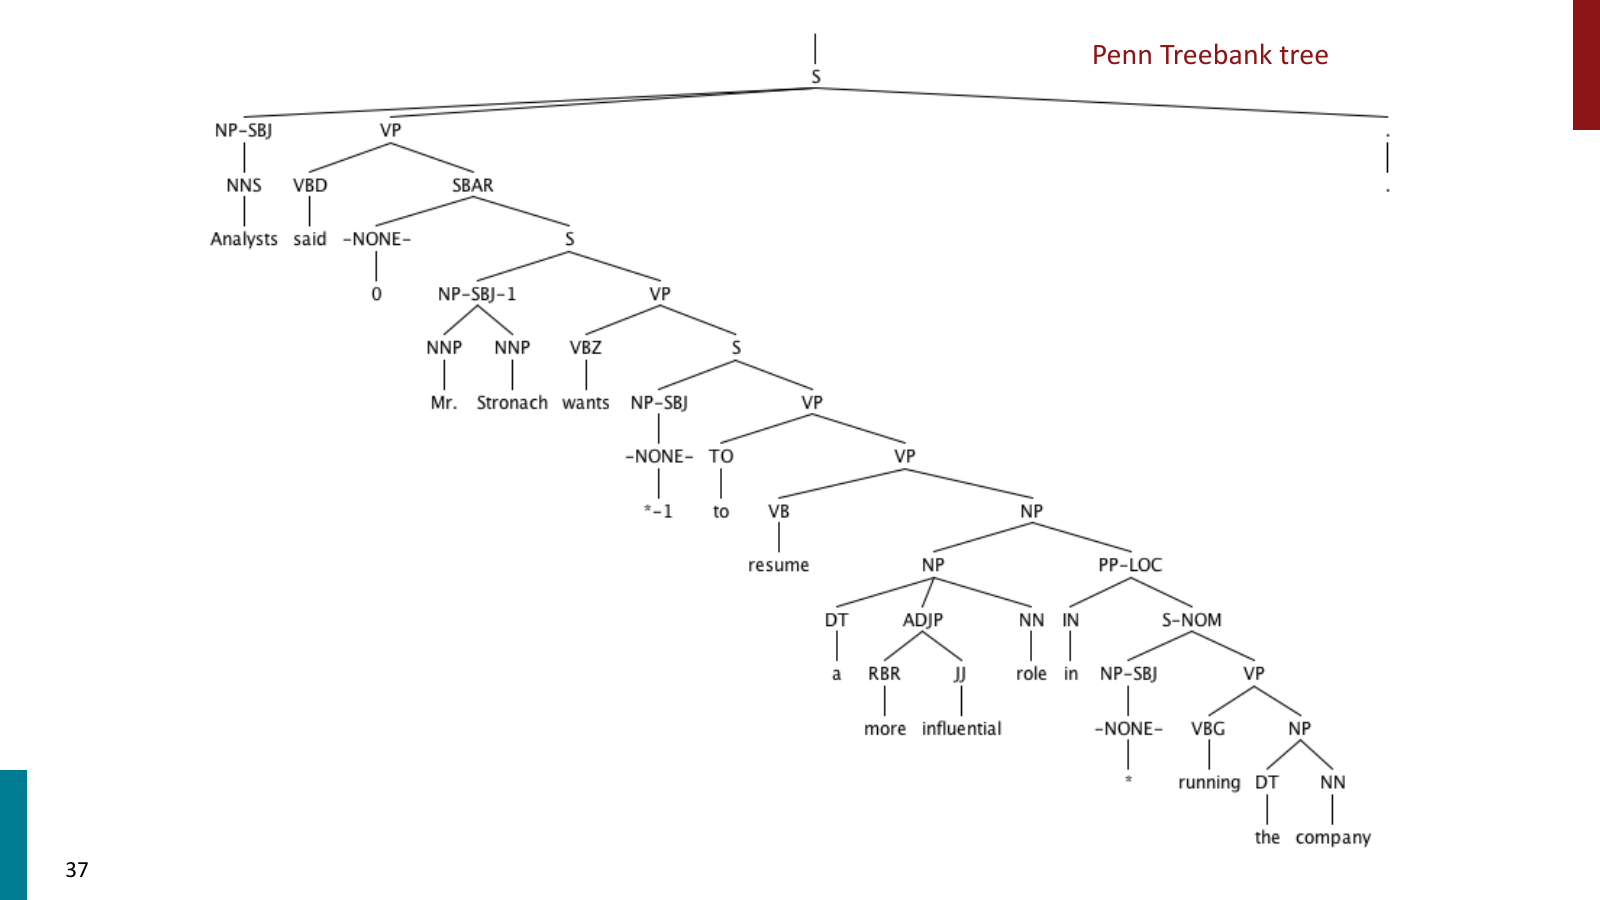 Penn Treebank tree
S
NP-SBJ VP .
NNS VBD SBAR .
Analysts said -NONE- S
0 NP-SBJ-1 VP
NNP NNP VBZ S
Mr. Stronach wants NP-SBJ VP
-NONE- TO VP
*-1 to VB NP
resume NP PP-LOC
DT ADJP NN IN S-NOM
a RBR JJ role in NP-SBJ VP
more influential -NONE- VBG NP
* running DT NN
the company
37